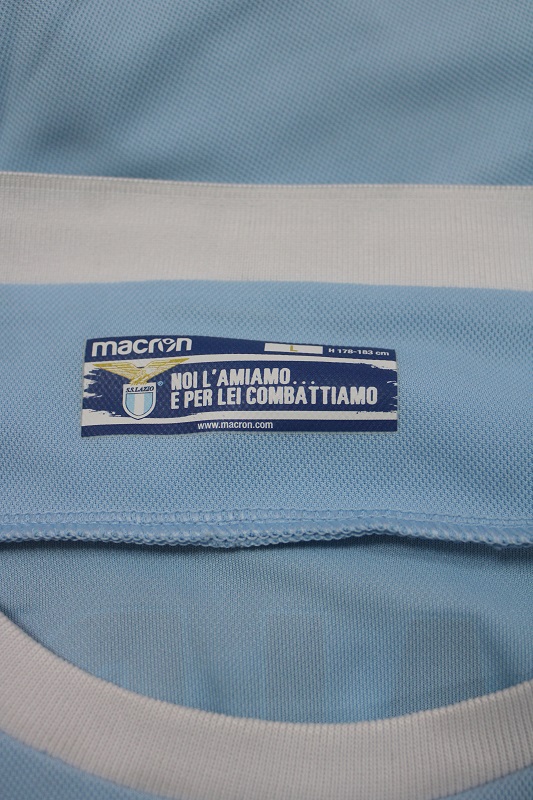 macron L H 178-183 cm
S.S. LAZIO
NOI L'AMIAMO...
E PER LEI COMBATTIAMO
www.macron.com